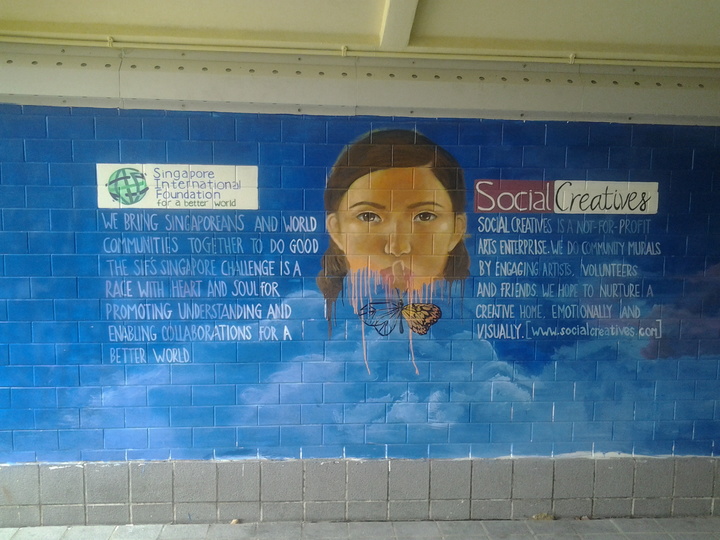 Singapore
International
Foundation
for a better world
WE BRING SINGAPOREANS AND WORLD
COMMUNITIES TOGETHER TO DO GOOD
THE SIF'S SINGAPORE CHALLENGE IS A
RACE WITH HEART AND SOUL FOR
PROMOTING UNDERSTANDING AND
ENABLING COLLABORATIONS FOR A
BETTER WORLD
Social Creatives
SOCIAL CREATIVES IS A NOT-FOR-PROFIT
ARTS ENTERPRISE. WE DO COMMUNITY MURALS
BY ENGAGING ARTISTS, VOLUNTEERS
AND FRIENDS. WE HOPE TO NURTURE A
CREATIVE HOME, EMOTIONALLY AND
VISUALLY. [www.socialcreatives.com]